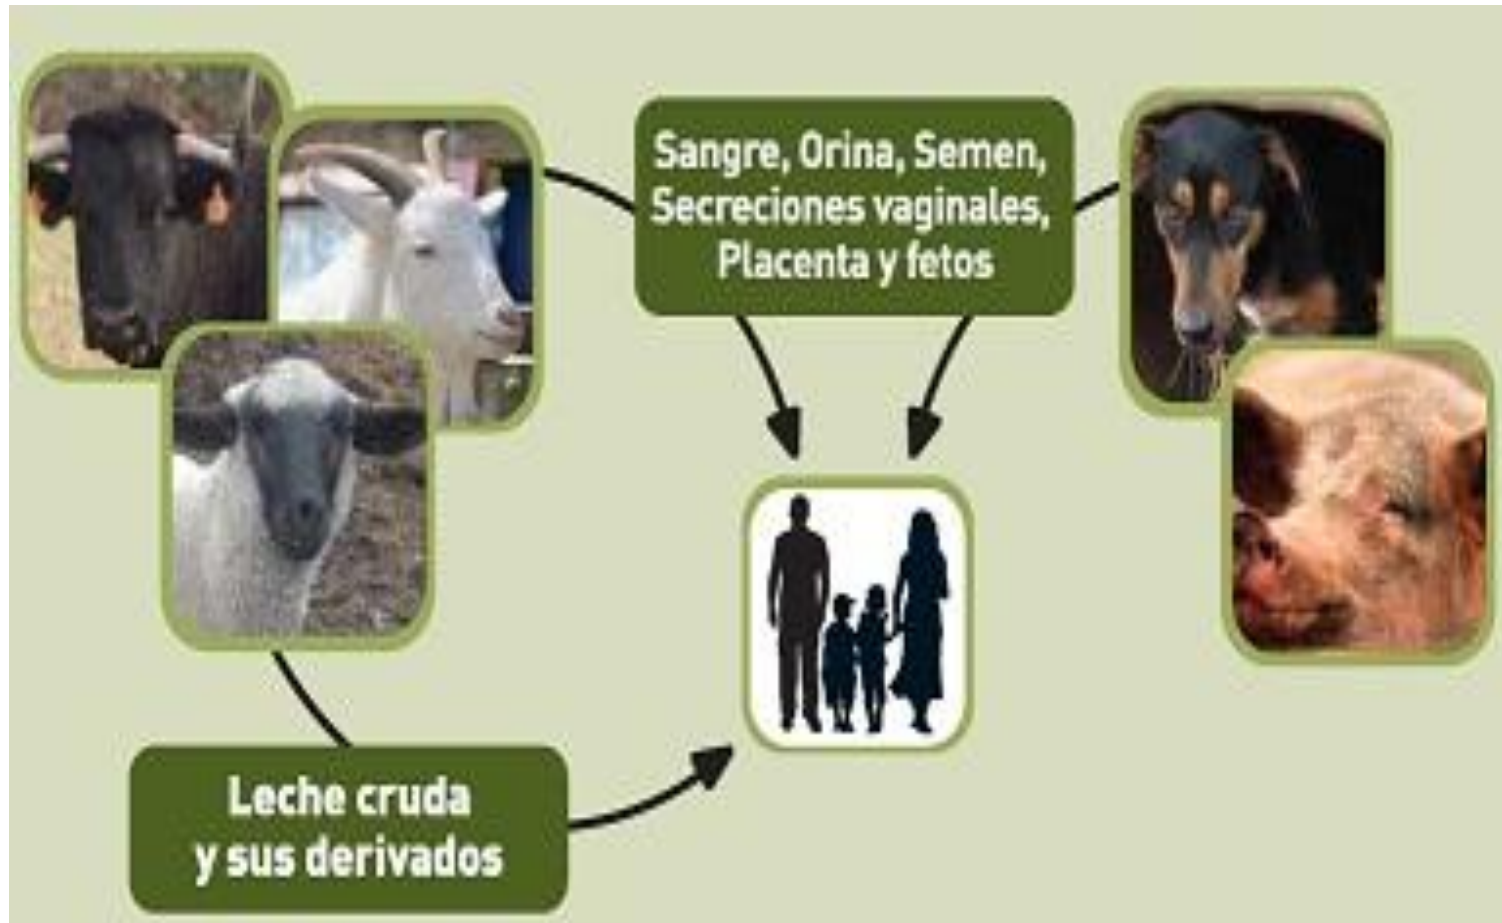 Sangre, Orina, Semen,
Secreciones vaginales,
Placenta y fetos
Leche cruda
y sus derivados